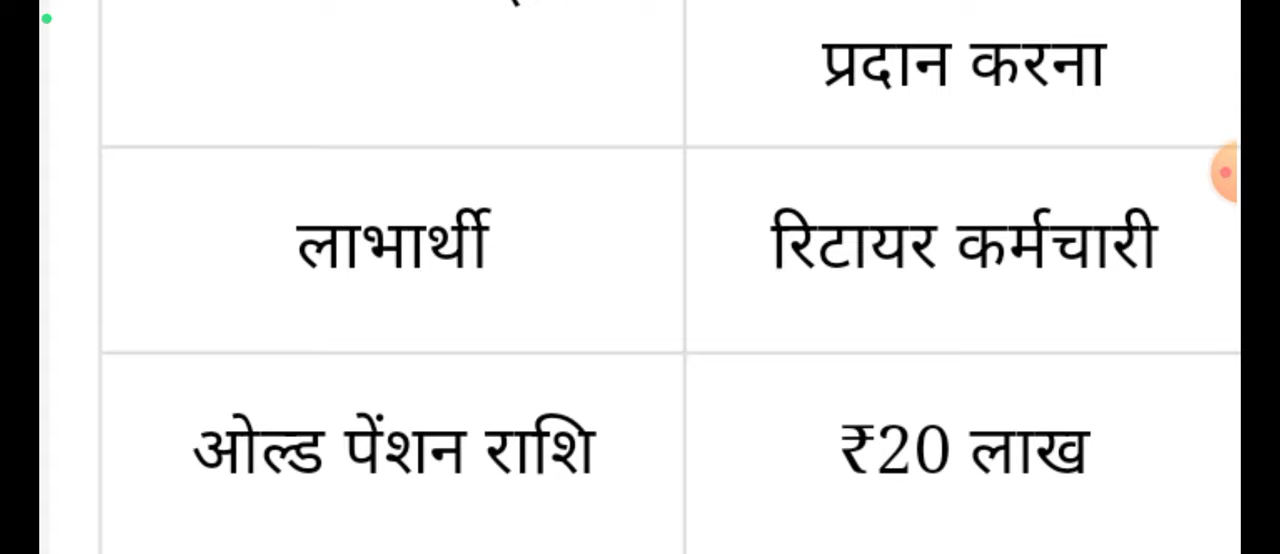 प्रदान करना
लाभार्थी
रिटायर कर्मचारी
ओल्ड पेंशन राशि
₹20 लाख